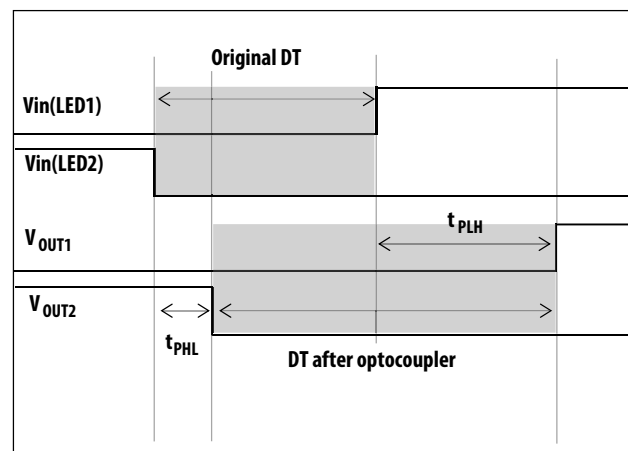 Original DT
Vin(LED1)
Vin(LED2)
V OUT1
t PLH
V OUT2
t PHL
DT after optocoupler